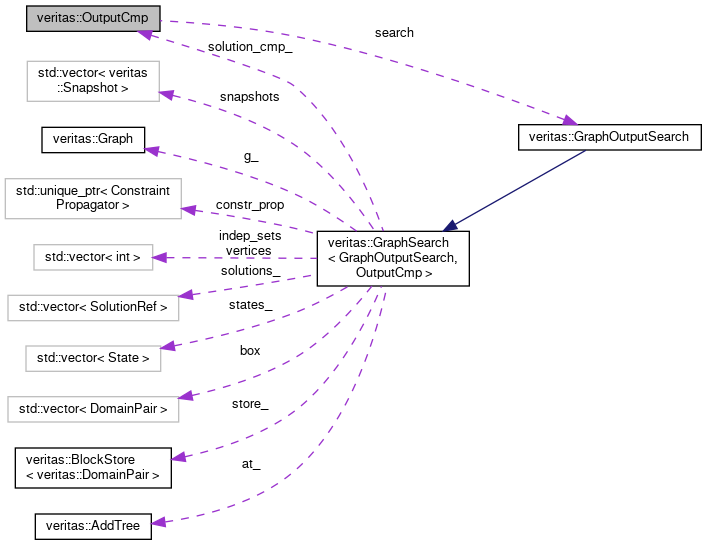 veritas::OutputCmp
search
solution_cmp_
std::vector< veritas
::Snapshot >
snapshots
veritas::GraphOutputSearch
veritas::Graph
g_
std::unique_ptr< Constraint
Propagator >
constr_prop
veritas::GraphSearch
< GraphOutputSearch,
OutputCmp >
indep_sets
vertices
std::vector< int >
solutions_
std::vector< SolutionRef >
states_
std::vector< State >
box
std::vector< DomainPair >
store_
veritas::BlockStore
< veritas::DomainPair >
at_
veritas::AddTree